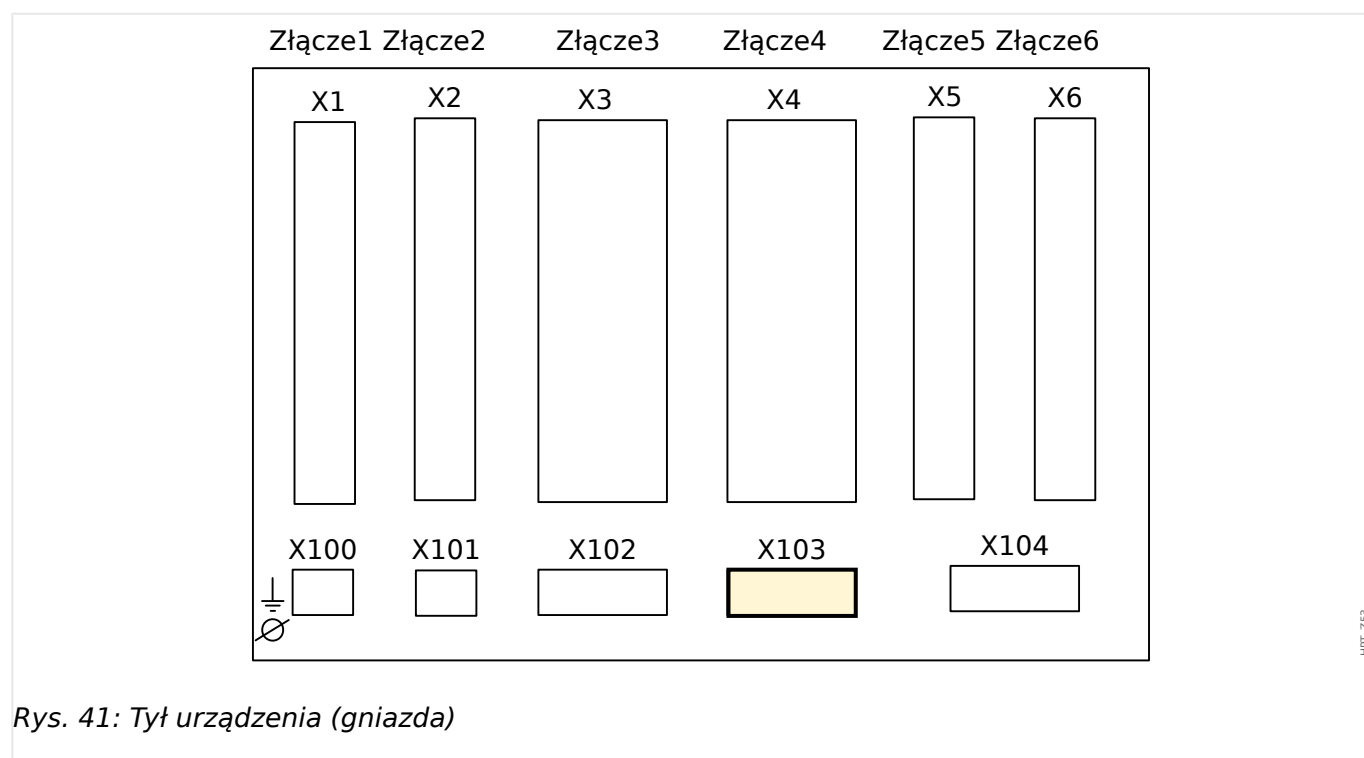 Złącze1 Złącze2 Złącze3 Złącze4 Złącze5 Złącze6
X1 X2 X3 X4 X5 X6
X100 X101 X102 X103 X104
Rys. 41: Tył urządzenia (gniazda)